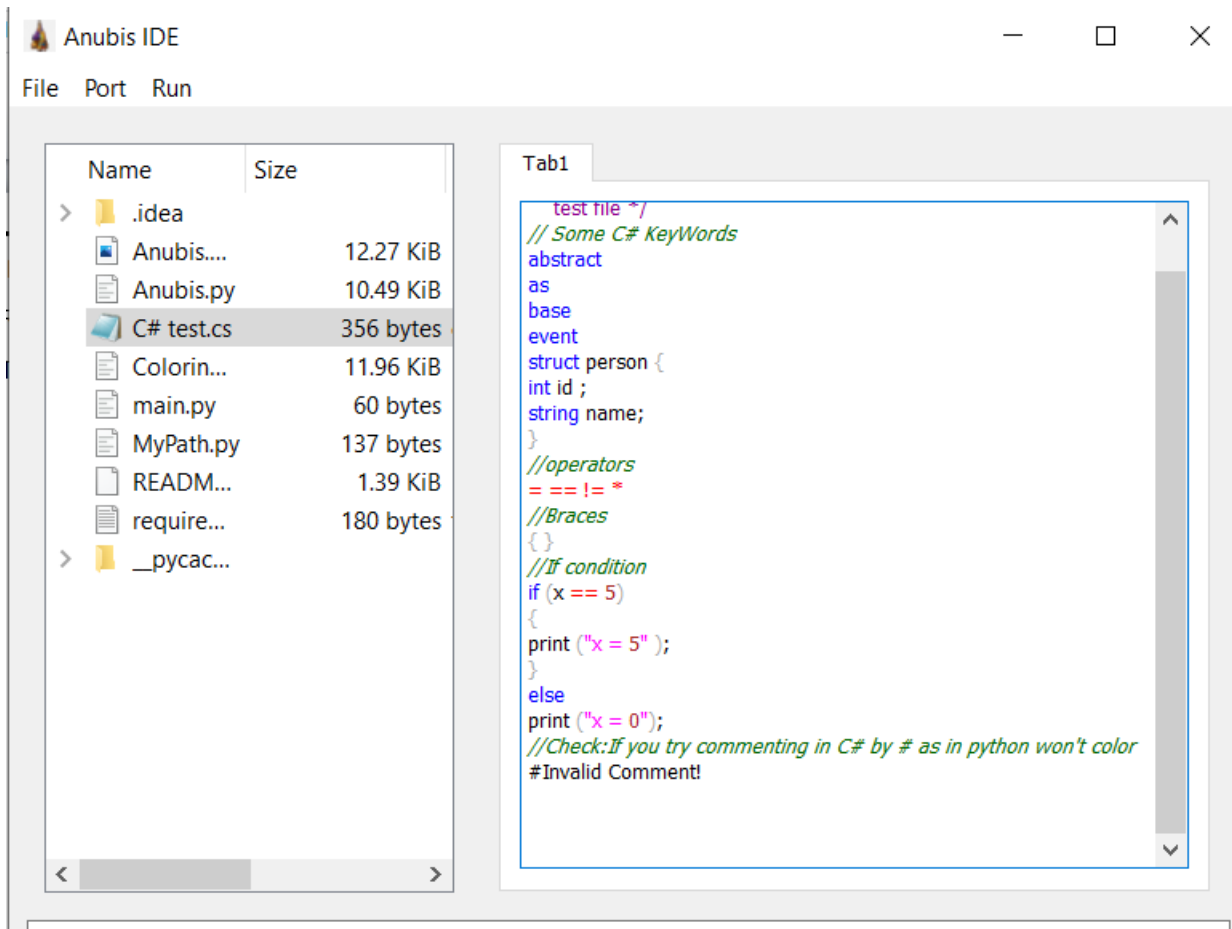 Anubis IDE
File Port Run
Name Size
.idea
Anubis.... 12.27 KiB
Anubis.py 10.49 KiB
C# test.cs 356 bytes
Colorin... 11.96 KiB
main.py 60 bytes
MyPath.py 137 bytes
READM... 1.39 KiB
require... 180 bytes
__pycac...
Tab1
test file */
// Some C# KeyWords
abstract
as
base
event
struct person {
int id ;
string name;
}
//operators
= == != *
//Braces
{ }
//If condition
if (x == 5)
{
print ("x = 5" );
}
else
print ("x = 0");
//Check:If you try commenting in C# by # as in python won't color
#Invalid Comment!